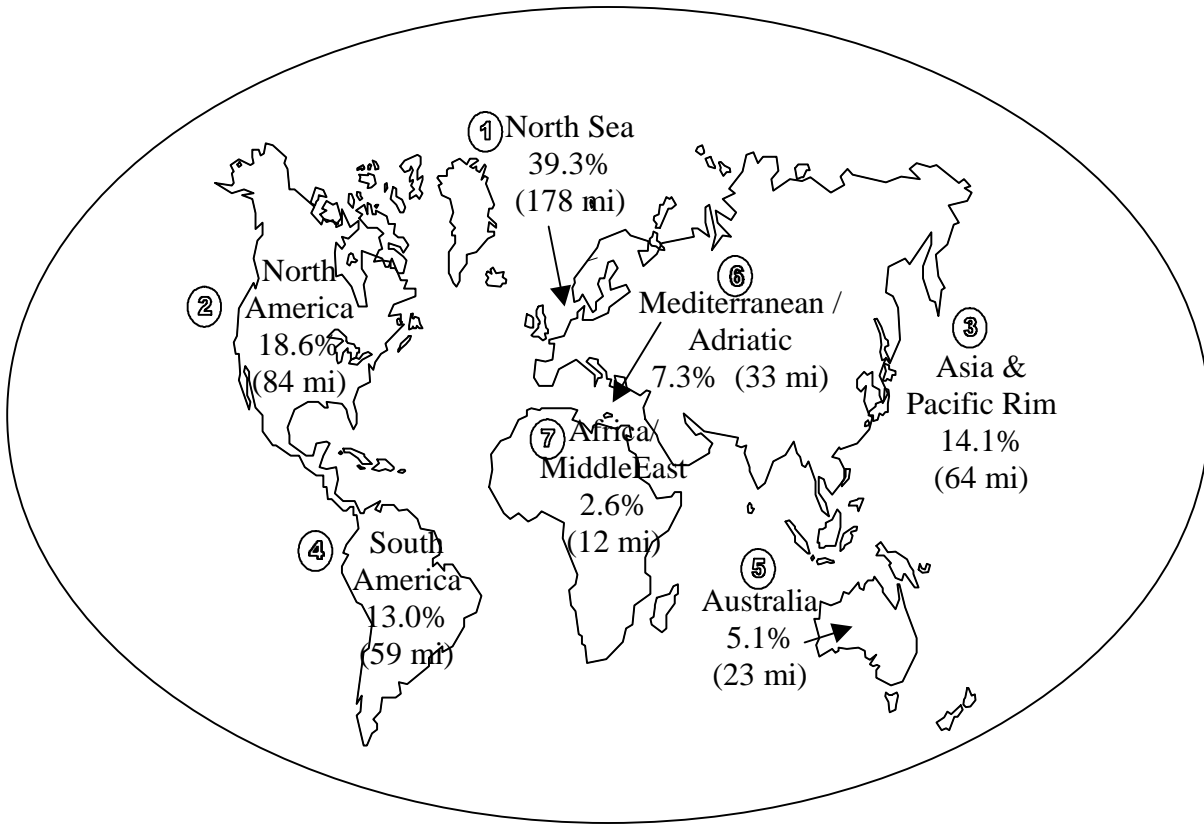 1
North Sea
39.3%
(178 mi)
2
North
America
18.6%
(84 mi)
6
Mediterranean /
Adriatic
7.3% (33 mi)
3
Asia &
Pacific Rim
14.1%
(64 mi)
7
Africa/
MiddleEast
2.6%
(12 mi)
4
South
America
13.0%
(59 mi)
5
Australia
5.1%
(23 mi)